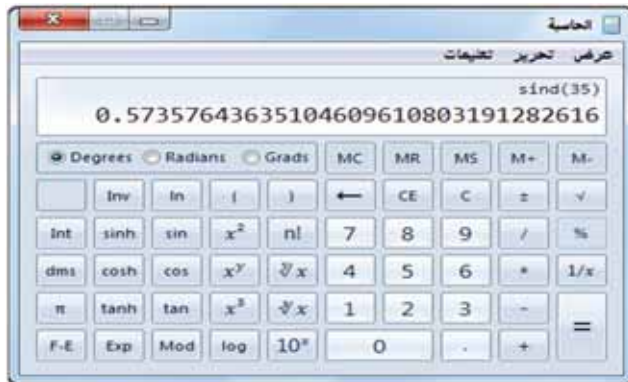 الحاسبة
عرض تحرير تعليمات
sind(35)
0.57357643635104609610803191282616
Degrees Radians Grads MC MR MS M+ M-
Inv ln ( ) ← CE C ± √
Int sinh sin x² n! 7 8 9 / %
dms cosh cos xʸ ʸ√x 4 5 6 * 1/x
π tanh tan x³ ³√x 1 2 3 - =
F-E Exp Mod log 10ˣ 0 . +